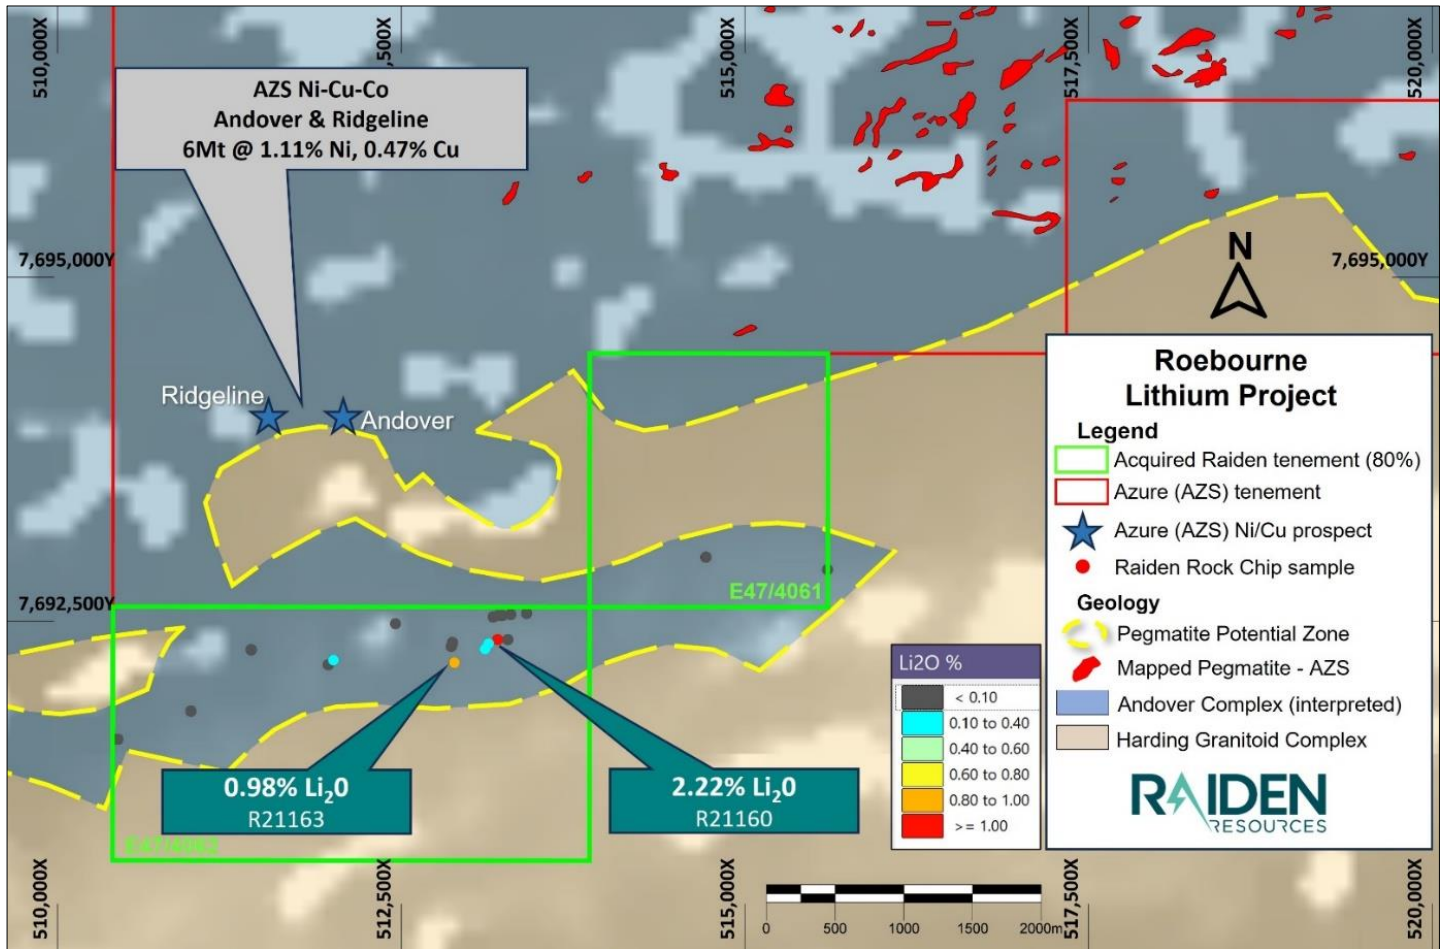 510,000X
,500X
515,000X
517,500X
520,000X
AZS Ni-Cu-Co
Andover & Ridgeline
6Mt @ 1.11% Ni, 0.47% Cu
7,695,000Y
7,695,000Y
N
Ridgeline
Andover
E47/4061
7,692,500Y
0.98% Li₂0
R21163
2.22% Li₂0
R21160
E47/4062
Li2O %
< 0.10
0.10 to 0.40
0.40 to 0.60
0.60 to 0.80
0.80 to 1.00
>= 1.00
Roebourne
Lithium Project
Legend
Acquired Raiden tenement (80%)
Azure (AZS) tenement
Azure (AZS) Ni/Cu prospect
Raiden Rock Chip sample
Geology
Pegmatite Potential Zone
Mapped Pegmatite - AZS
Andover Complex (interpreted)
Harding Granitoid Complex
RAIDEN
RESOURCES
0 500 1000 1500 2000m
510,000X
512,500X
515,000X
517,500X
520,000X